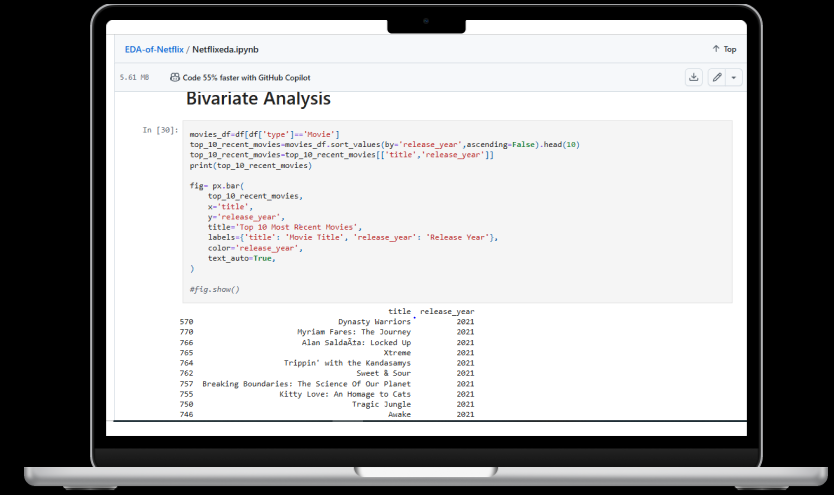 EDA-of-Netflix / Netflixeda.ipynb
↑ Top
5.61 MB
Code 55% faster with GitHub Copilot
Bivariate Analysis
In [30]:
movies_df=df[df['type']=='Movie']
top_10_recent_movies=movies_df.sort_values(by='release_year',ascending=False).head(10)
top_10_recent_movies=top_10_recent_movies[['title','release_year']]
print(top_10_recent_movies)
fig= px.bar(
top_10_recent_movies,
x='title',
y='release_year',
title='Top 10 Most Recent Movies',
labels={'title': 'Movie Title', 'release_year': 'Release Year'},
color='release_year',
text_auto=True,
)
#fig.show()
title release_year
570 Dynasty Warriors 2021
770 Myriam Fares: The Journey 2021
766 Alan SaldaÃ±a: Locked Up 2021
765 Xtreme 2021
764 Trippin' with the Kandasamys 2021
762 Sweet & Sour 2021
757 Breaking Boundaries: The Science Of Our Planet 2021
755 Kitty Love: An Homage to Cats 2021
750 Tragic Jungle 2021
746 Awake 2021